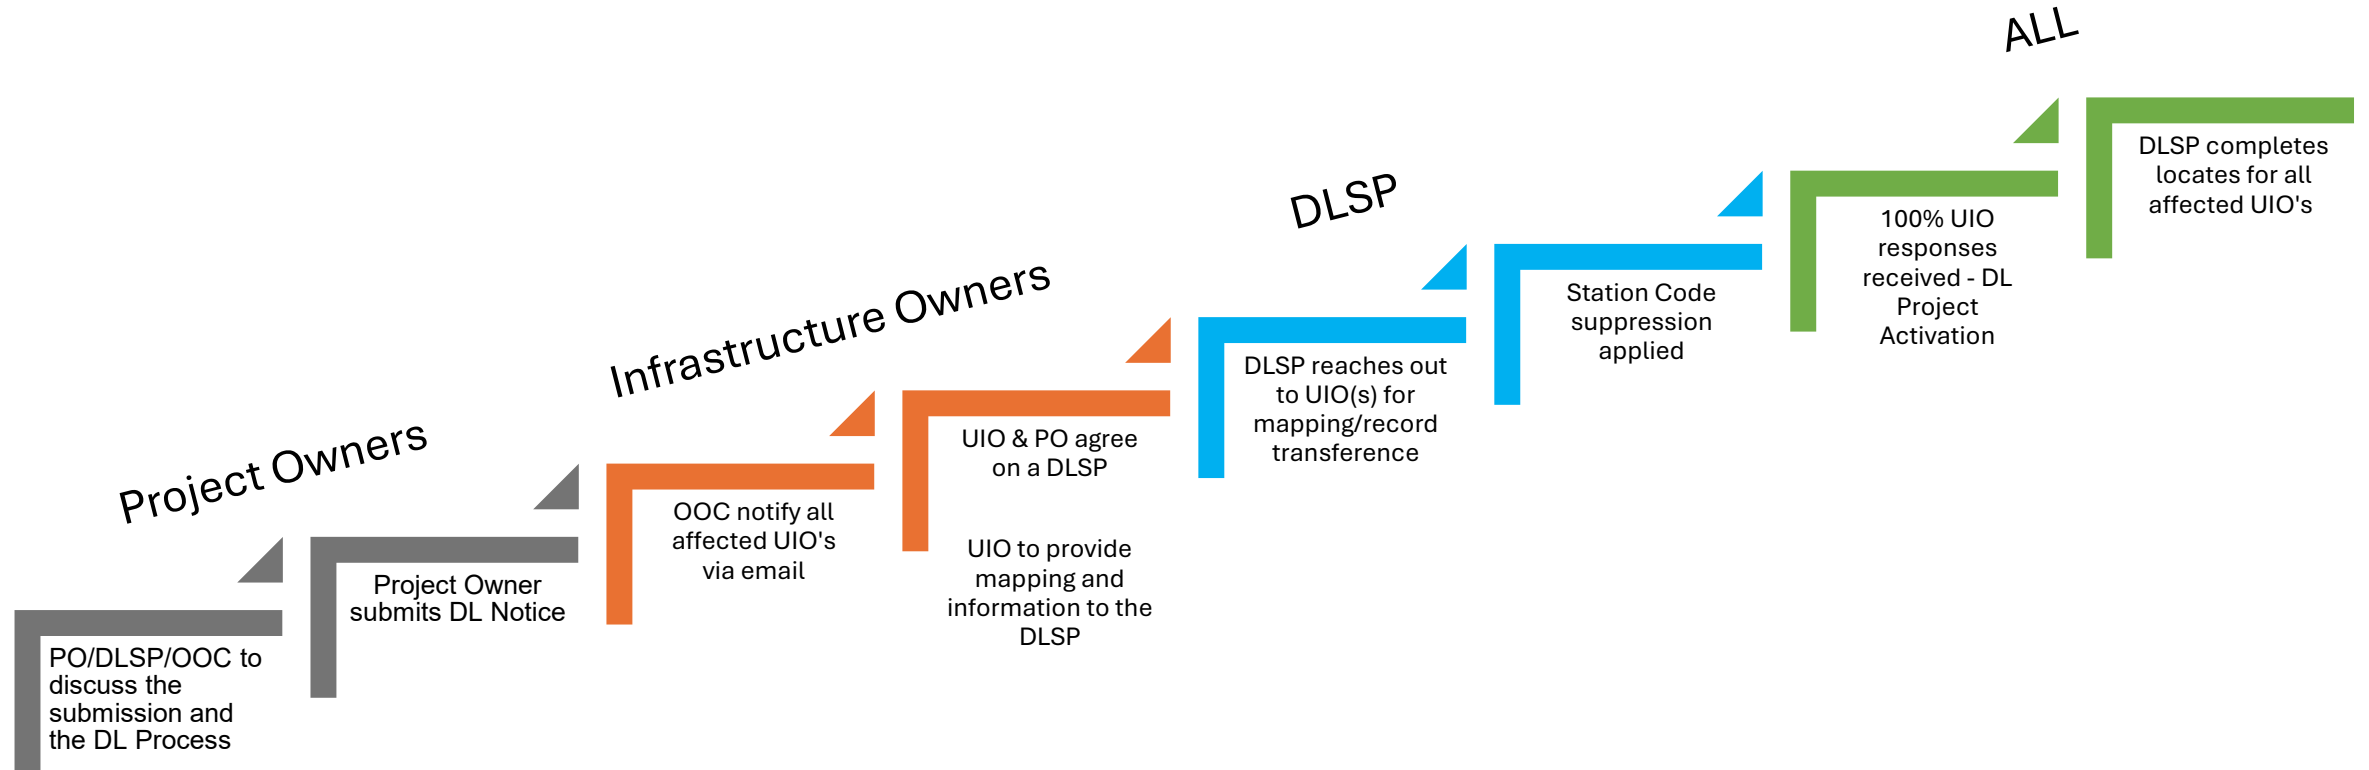 Project Owners
PO/DLSP/OOC to
discuss the
submission and
the DL Process
Project Owner
submits DL Notice
Infrastructure Owners
OOC notify all
affected UIO's
via email
UIO & PO agree
on a DLSP
UIO to provide
mapping and
information to the
DLSP
DLSP
DLSP reaches out
to UIO(s) for
mapping/record
transference
Station Code
suppression
applied
ALL
100% UIO
responses
received - DL
Project
Activation
DLSP completes
locates for all
affected UIO's